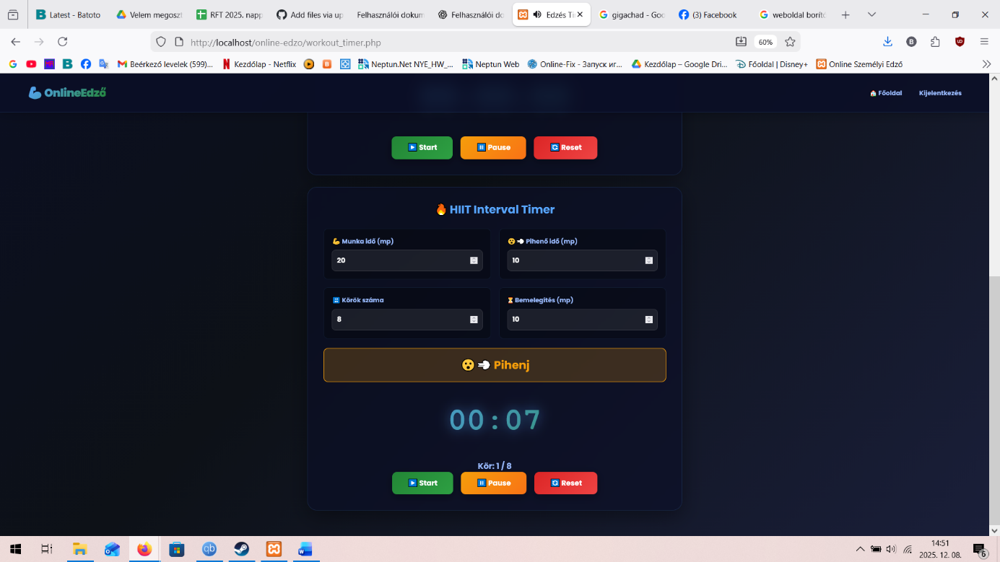 Latest - Batoto
Velem megoszt
RFT 2025. napp
Add files via up
Felhasználói dokum
Felhasználói do
Edzés Ti
gigachad - Goo
(3) Facebook
weboldal borító
http://localhost/online-edzo/workout_timer.php
60%
Beérkező levelek (599)...
Kezdőlap - Netflix
Neptun.Net NYE_HW_...
Neptun Web
Online-Fix - Запуск иг...
Kezdőlap – Google Dri...
Főoldal | Disney+
Online Személyi Edző
OnlineEdző
Főoldal
Kijelentkezés
Start
Pause
Reset
HIIT Interval Timer
Munka idő (mp)
Pihenő idő (mp)
20
10
Körök száma
Bemelegítés (mp)
8
10
Pihenj
00:07
Kör: 1 / 8
Start
Pause
Reset
14:51
2025. 12. 08.
6